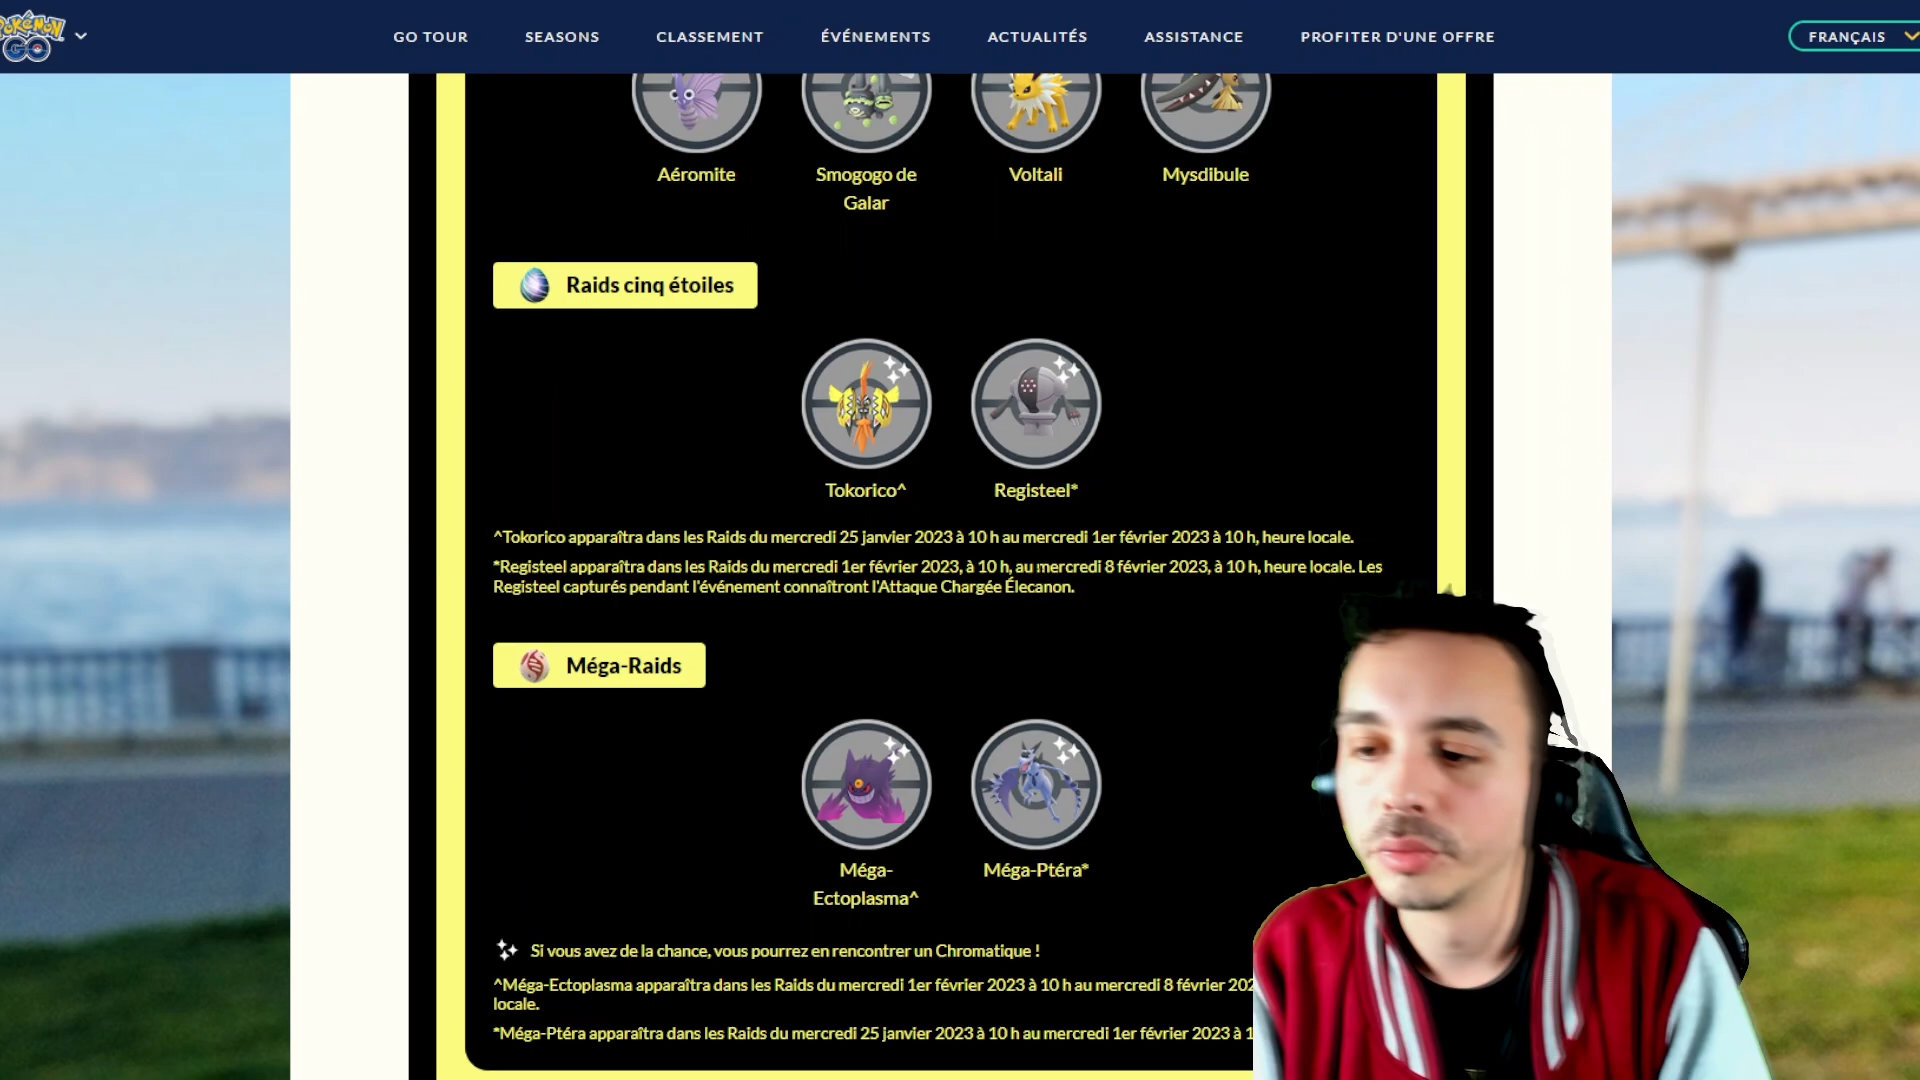 Pokémon
GO
GO TOUR
SEASONS
CLASSEMENT
ÉVÉNEMENTS
ACTUALITÉS
ASSISTANCE
PROFITER D'UNE OFFRE
FRANÇAIS
Aéromite
Smogogo de
Galar
Voltali
Mysdibule
Raids cinq étoiles
Tokorico^
Registeel*
^Tokorico apparaîtra dans les Raids du mercredi 25 janvier 2023 à 10 h au mercredi 1er février 2023 à 10 h, heure locale.
*Registeel apparaîtra dans les Raids du mercredi 1er février 2023, à 10 h, au mercredi 8 février 2023, à 10 h, heure locale. Les
Registeel capturés pendant l'événement connaîtront l'Attaque Chargée Élecanon.
Méga-Raids
Méga-
Ectoplasma^
Méga-Ptéra*
Si vous avez de la chance, vous pourrez en rencontrer un Chromatique !
^Méga-Ectoplasma apparaîtra dans les Raids du mercredi 1er février 2023 à 10 h au mercredi 8 février 202
locale.
*Méga-Ptéra apparaîtra dans les Raids du mercredi 25 janvier 2023 à 10 h au mercredi 1er février 2023 à 1